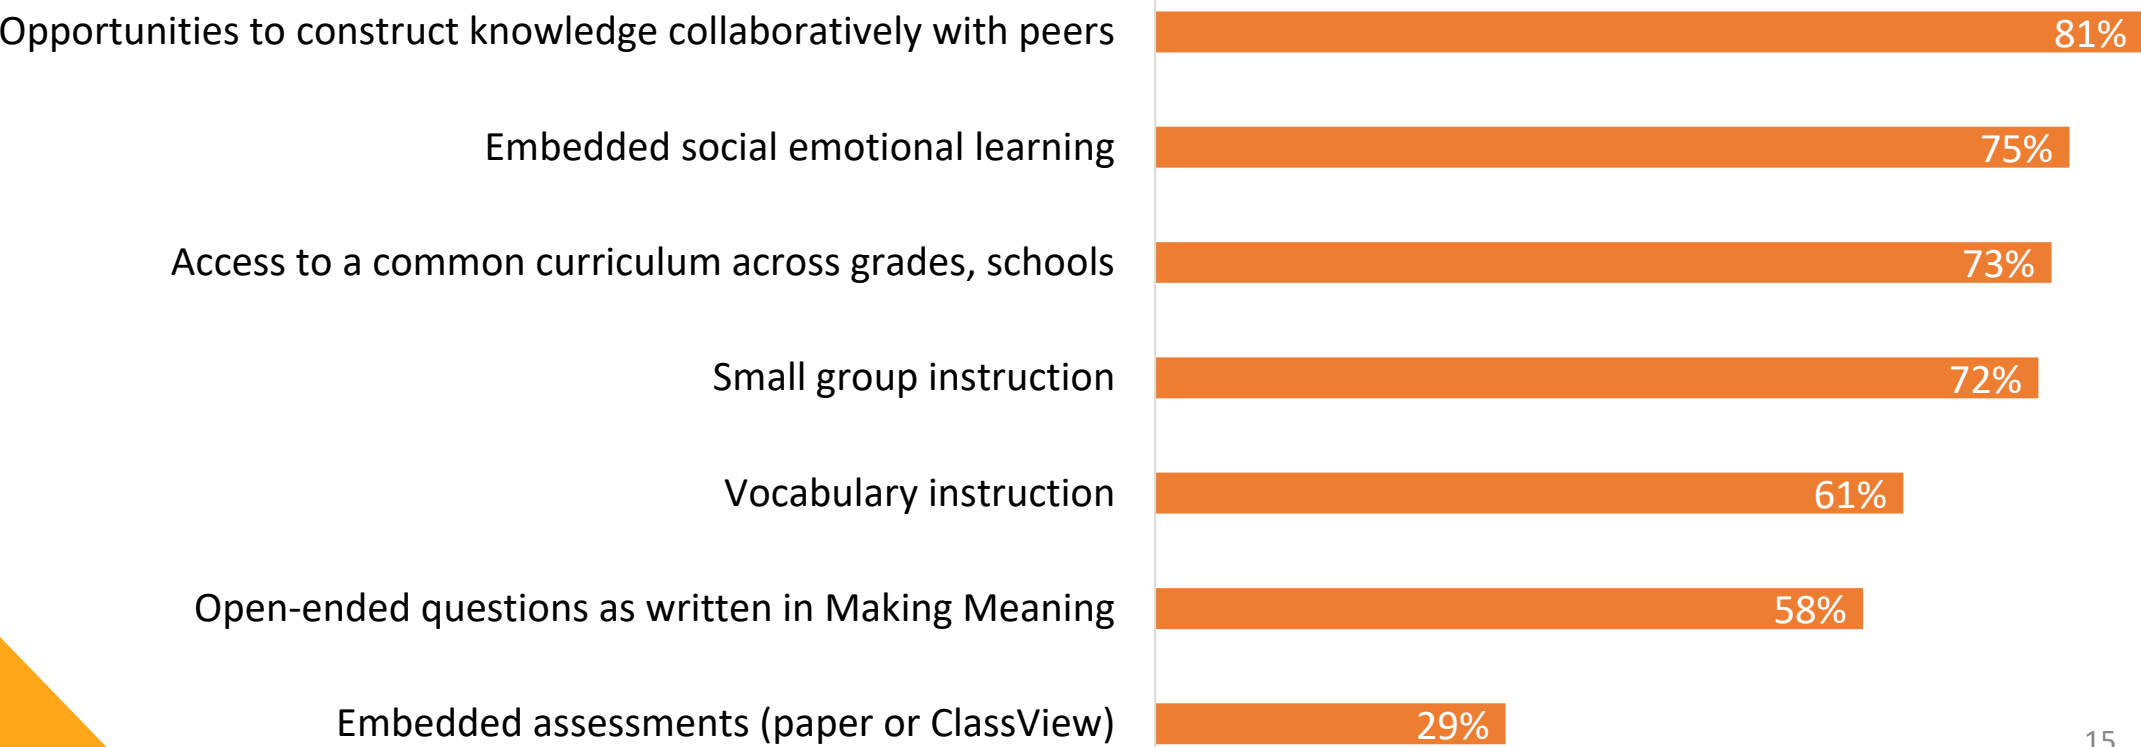 Opportunities to construct knowledge collaboratively with peers 81%
Embedded social emotional learning 75%
Access to a common curriculum across grades, schools 73%
Small group instruction 72%
Vocabulary instruction 61%
Open-ended questions as written in Making Meaning 58%
Embedded assessments (paper or ClassView) 29%
15